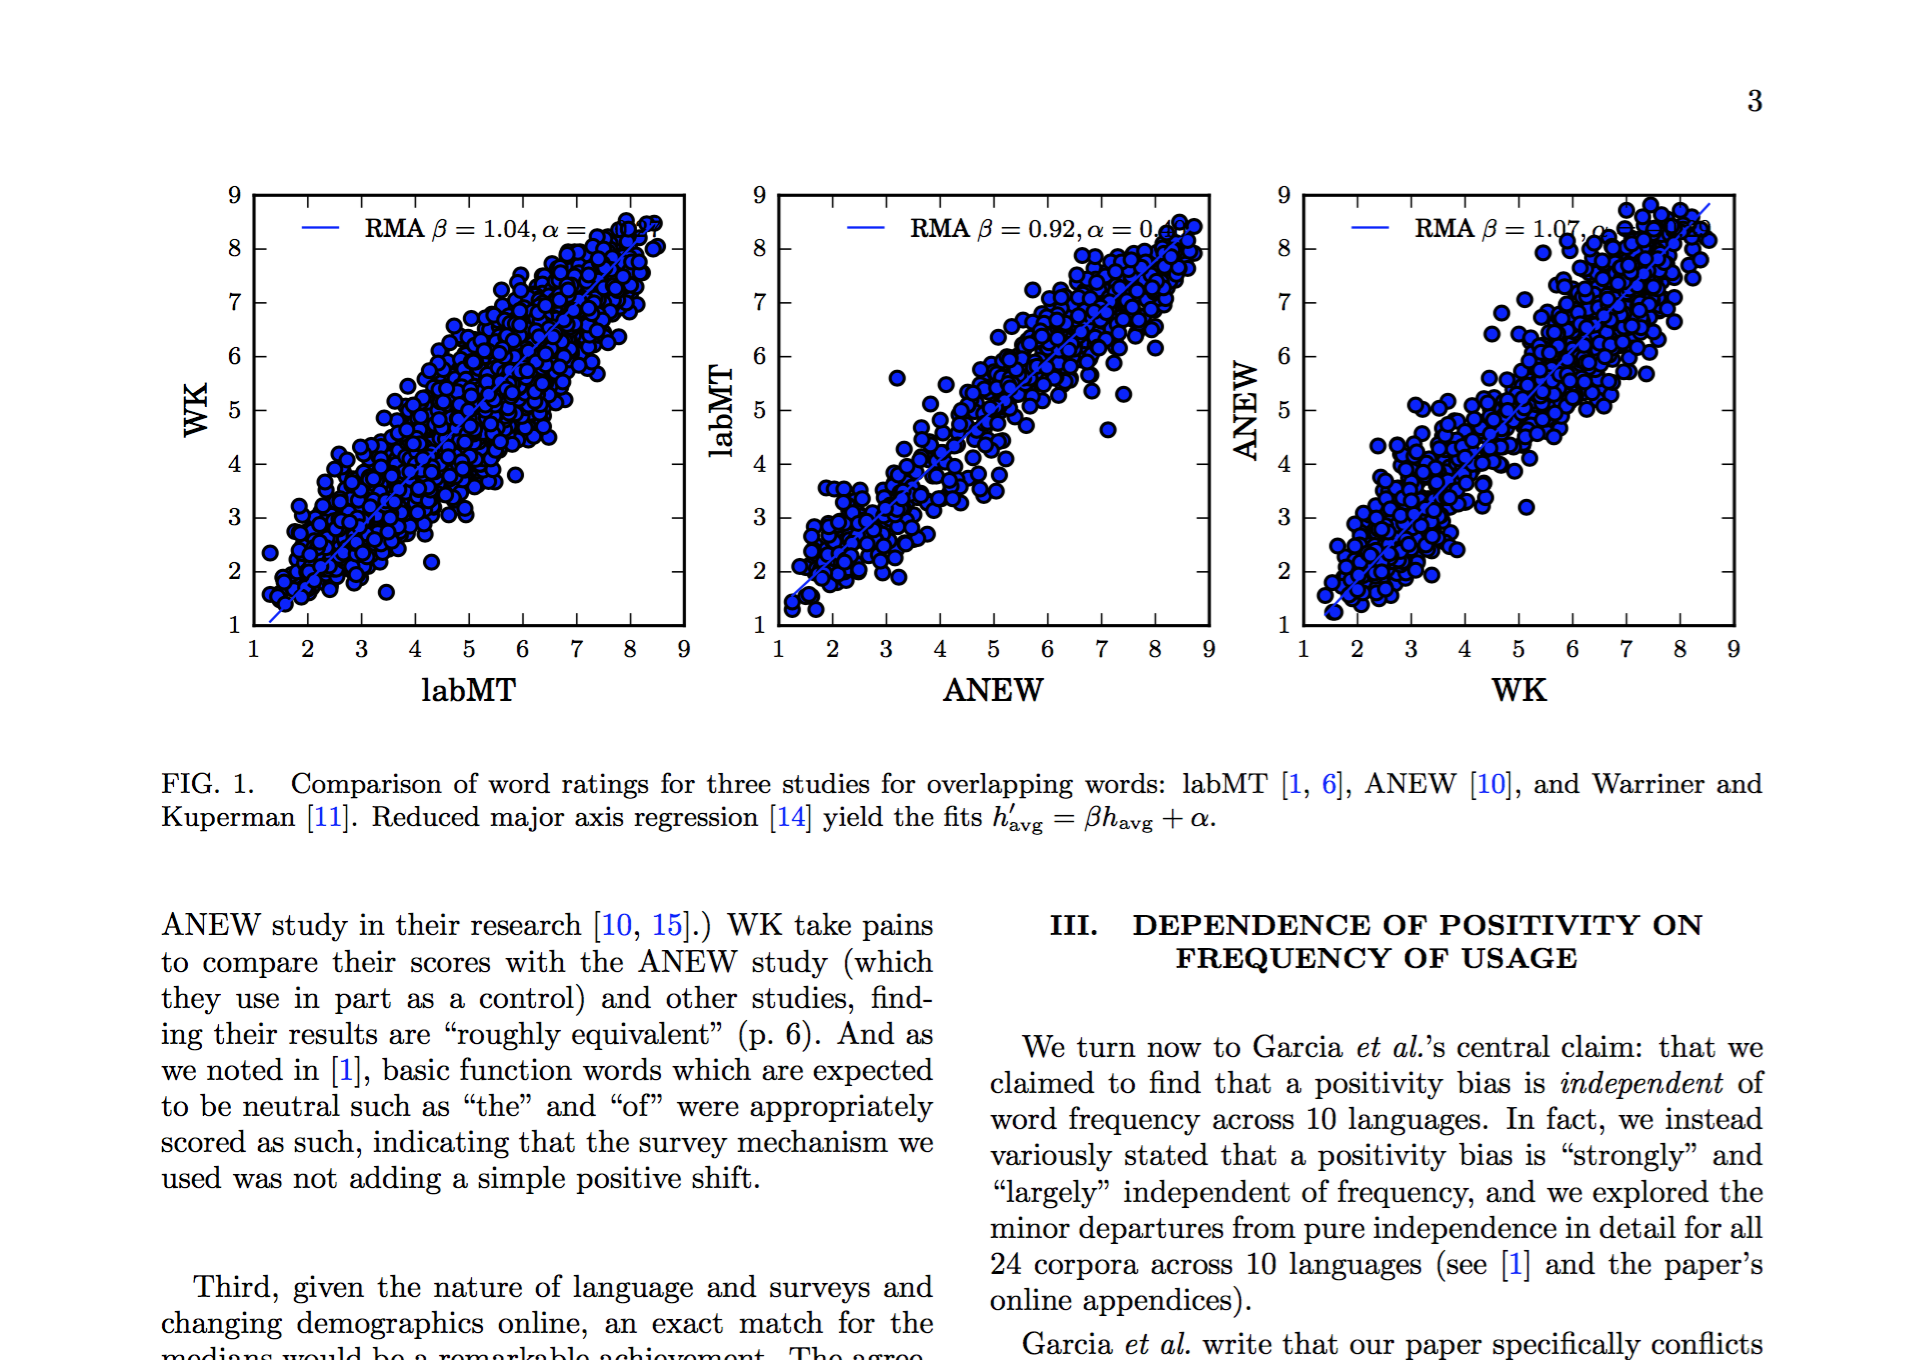 3
9
8
7
6
5
4
3
2
1
WK
RMA β = 1.04, α =
1 2 3 4 5 6 7 8 9
labMT
9
8
7
6
5
4
3
2
1
labMT
RMA β = 0.92, α = 0.4
1 2 3 4 5 6 7 8 9
ANEW
9
8
7
6
5
4
3
2
1
ANEW
RMA β = 1.07, α
1 2 3 4 5 6 7 8 9
WK
FIG. 1. Comparison of word ratings for three studies for overlapping words: labMT [1, 6], ANEW [10], and Warriner and
Kuperman [11]. Reduced major axis regression [14] yield the fits h′avg = βhavg + α.
ANEW study in their research [10, 15].) WK take pains
to compare their scores with the ANEW study (which
they use in part as a control) and other studies, find-
ing their results are “roughly equivalent” (p. 6). And as
we noted in [1], basic function words which are expected
to be neutral such as “the” and “of” were appropriately
scored as such, indicating that the survey mechanism we
used was not adding a simple positive shift.
Third, given the nature of language and surveys and
changing demographics online, an exact match for the
medians would be a remarkable achievement. The agree-
III. DEPENDENCE OF POSITIVITY ON
FREQUENCY OF USAGE
We turn now to Garcia et al.’s central claim: that we
claimed to find that a positivity bias is independent of
word frequency across 10 languages. In fact, we instead
variously stated that a positivity bias is “strongly” and
“largely” independent of frequency, and we explored the
minor departures from pure independence in detail for all
24 corpora across 10 languages (see [1] and the paper’s
online appendices).
Garcia et al. write that our paper specifically conflicts